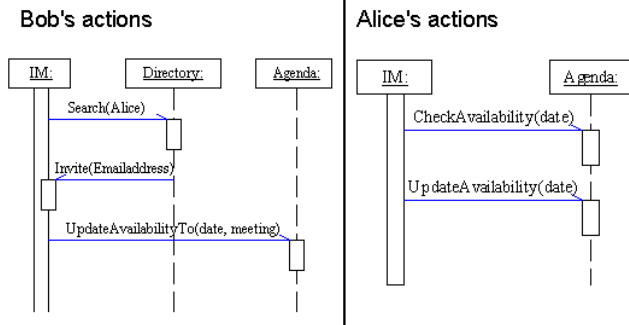 Bob's actions
IM:
Directory:
Agenda:
Search(Alice)
Invite(Emailaddress)
UpdateAvailabilityTo(date, meeting)
Alice's actions
IM:
Agenda:
CheckAvailability(date)
UpdateAvailability(date)